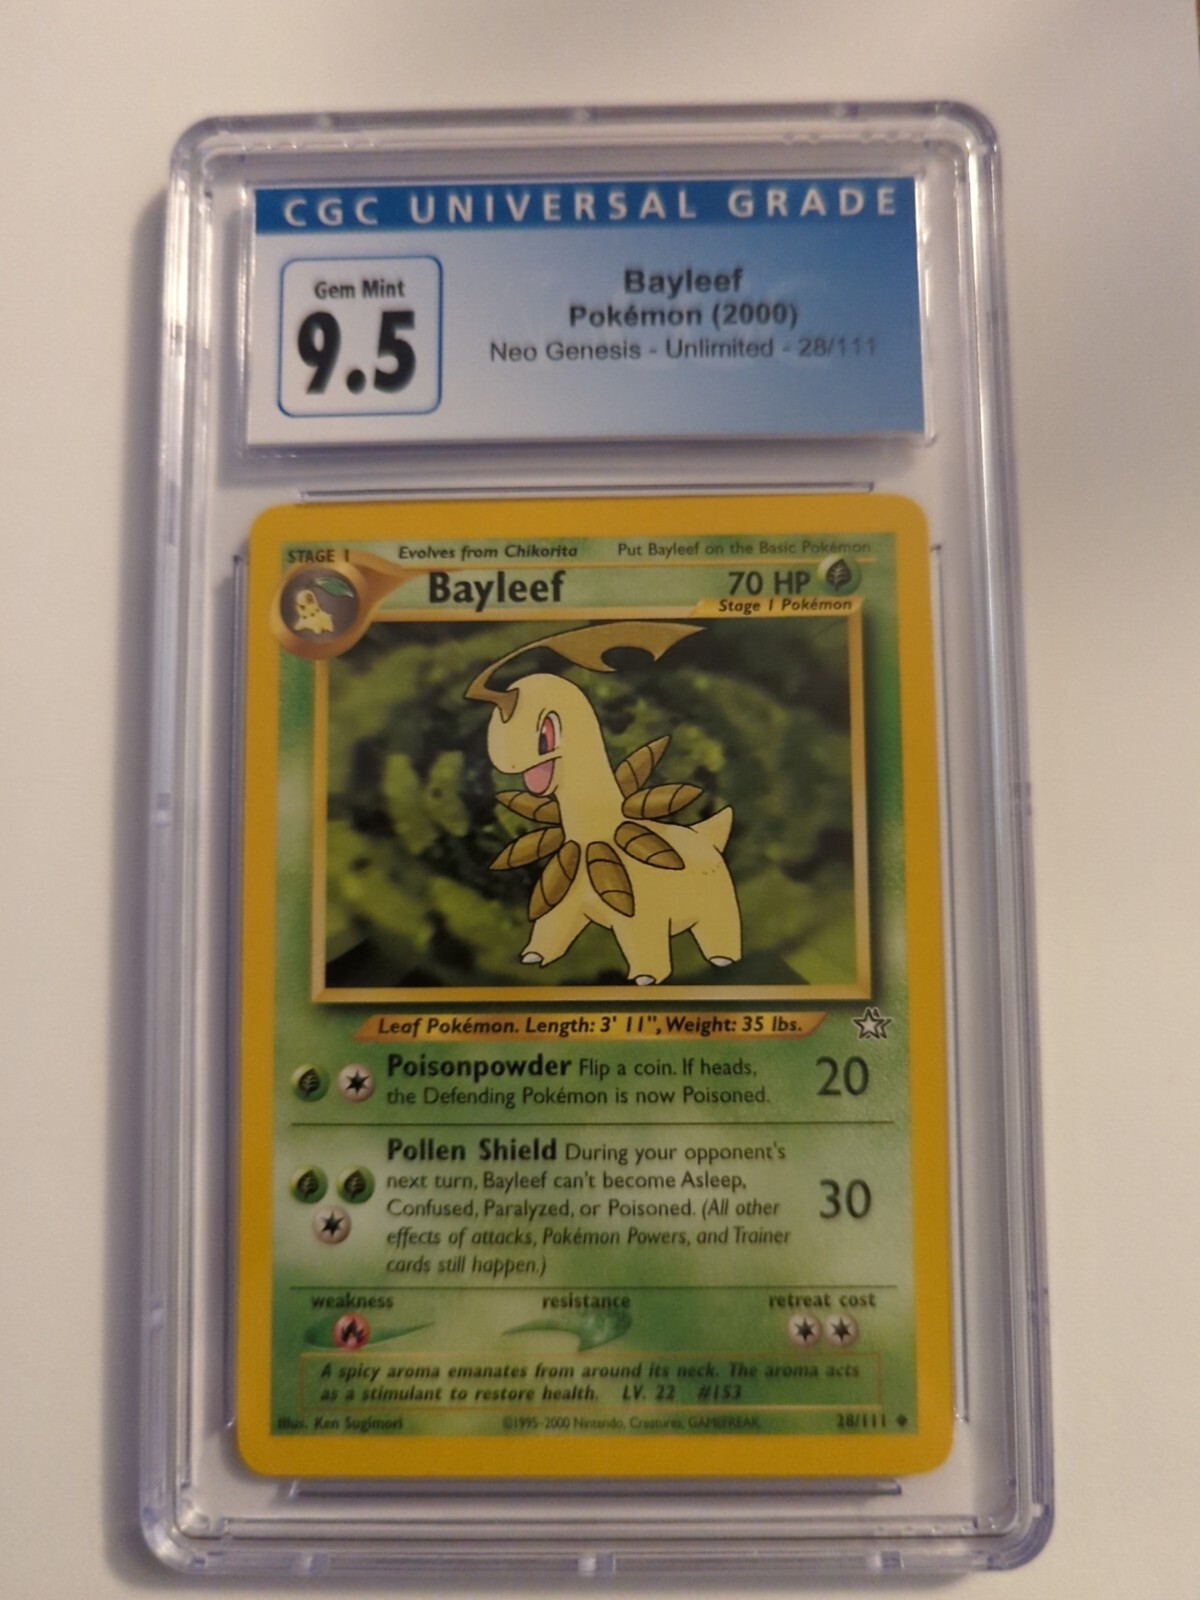 CGC UNIVERSAL GRADE
Gem Mint
9.5
Bayleef
Pokémon (2000)
Neo Genesis - Unlimited - 28/111
STAGE 1
Evolves from Chikorita
Put Bayleef on the Basic Pokémon
Bayleef
70 HP
Stage 1 Pokémon
Leaf Pokémon. Length: 3' 11", Weight: 35 lbs.
Poisonpowder Flip a coin. If heads,
the Defending Pokémon is now Poisoned.
20
Pollen Shield During your opponent's
next turn, Bayleef can't become Asleep,
Confused, Paralyzed, or Poisoned. (All other
effects of attacks, Pokémon Powers, and Trainer
cards still happen.)
30
weakness
resistance
retreat cost
A spicy aroma emanates from around its neck. The aroma acts
as a stimulant to restore health. LV. 22 #153
Illus. Ken Sugimori
©1995-2000 Nintendo, Creatures, GAMEFREAK.
28/111